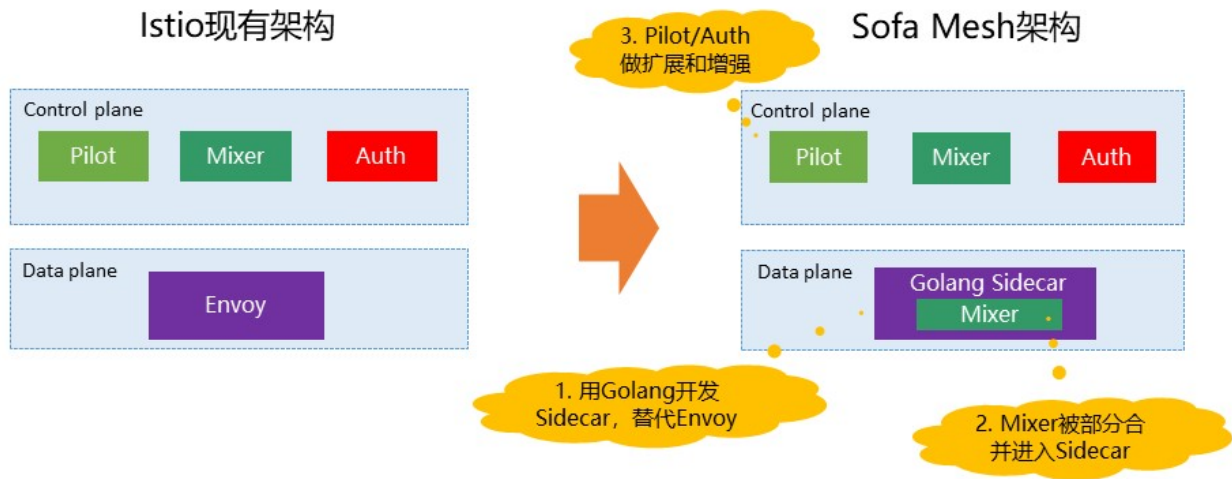 Istio现有架构
Control plane
Pilot
Mixer
Auth
Data plane
Envoy
3. Pilot/Auth
做扩展和增强
Sofa Mesh架构
Control plane
Pilot
Mixer
Auth
Data plane
Golang Sidecar
Mixer
1. 用Golang开发
Sidecar，替代Envoy
2. Mixer被部分合
并进入Sidecar